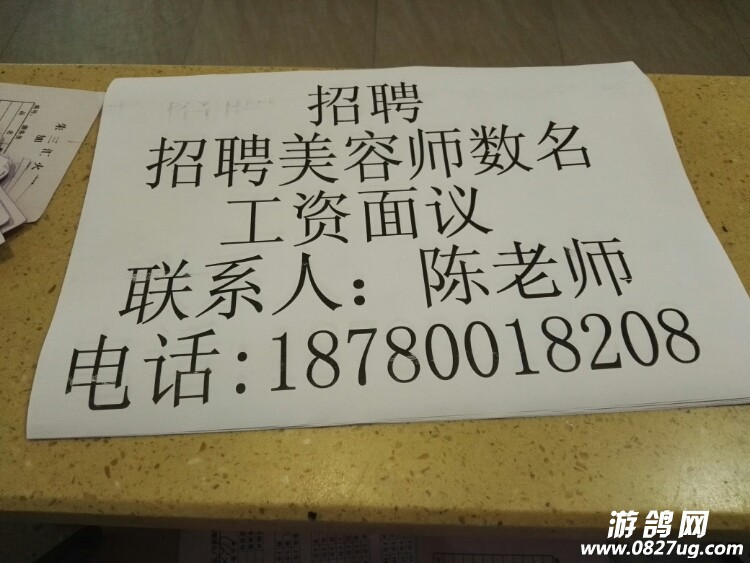 招聘
招聘美容师数名
工资面议
联系人：陈老师
电话:18780018208
游鸽网
www.0827ug.com